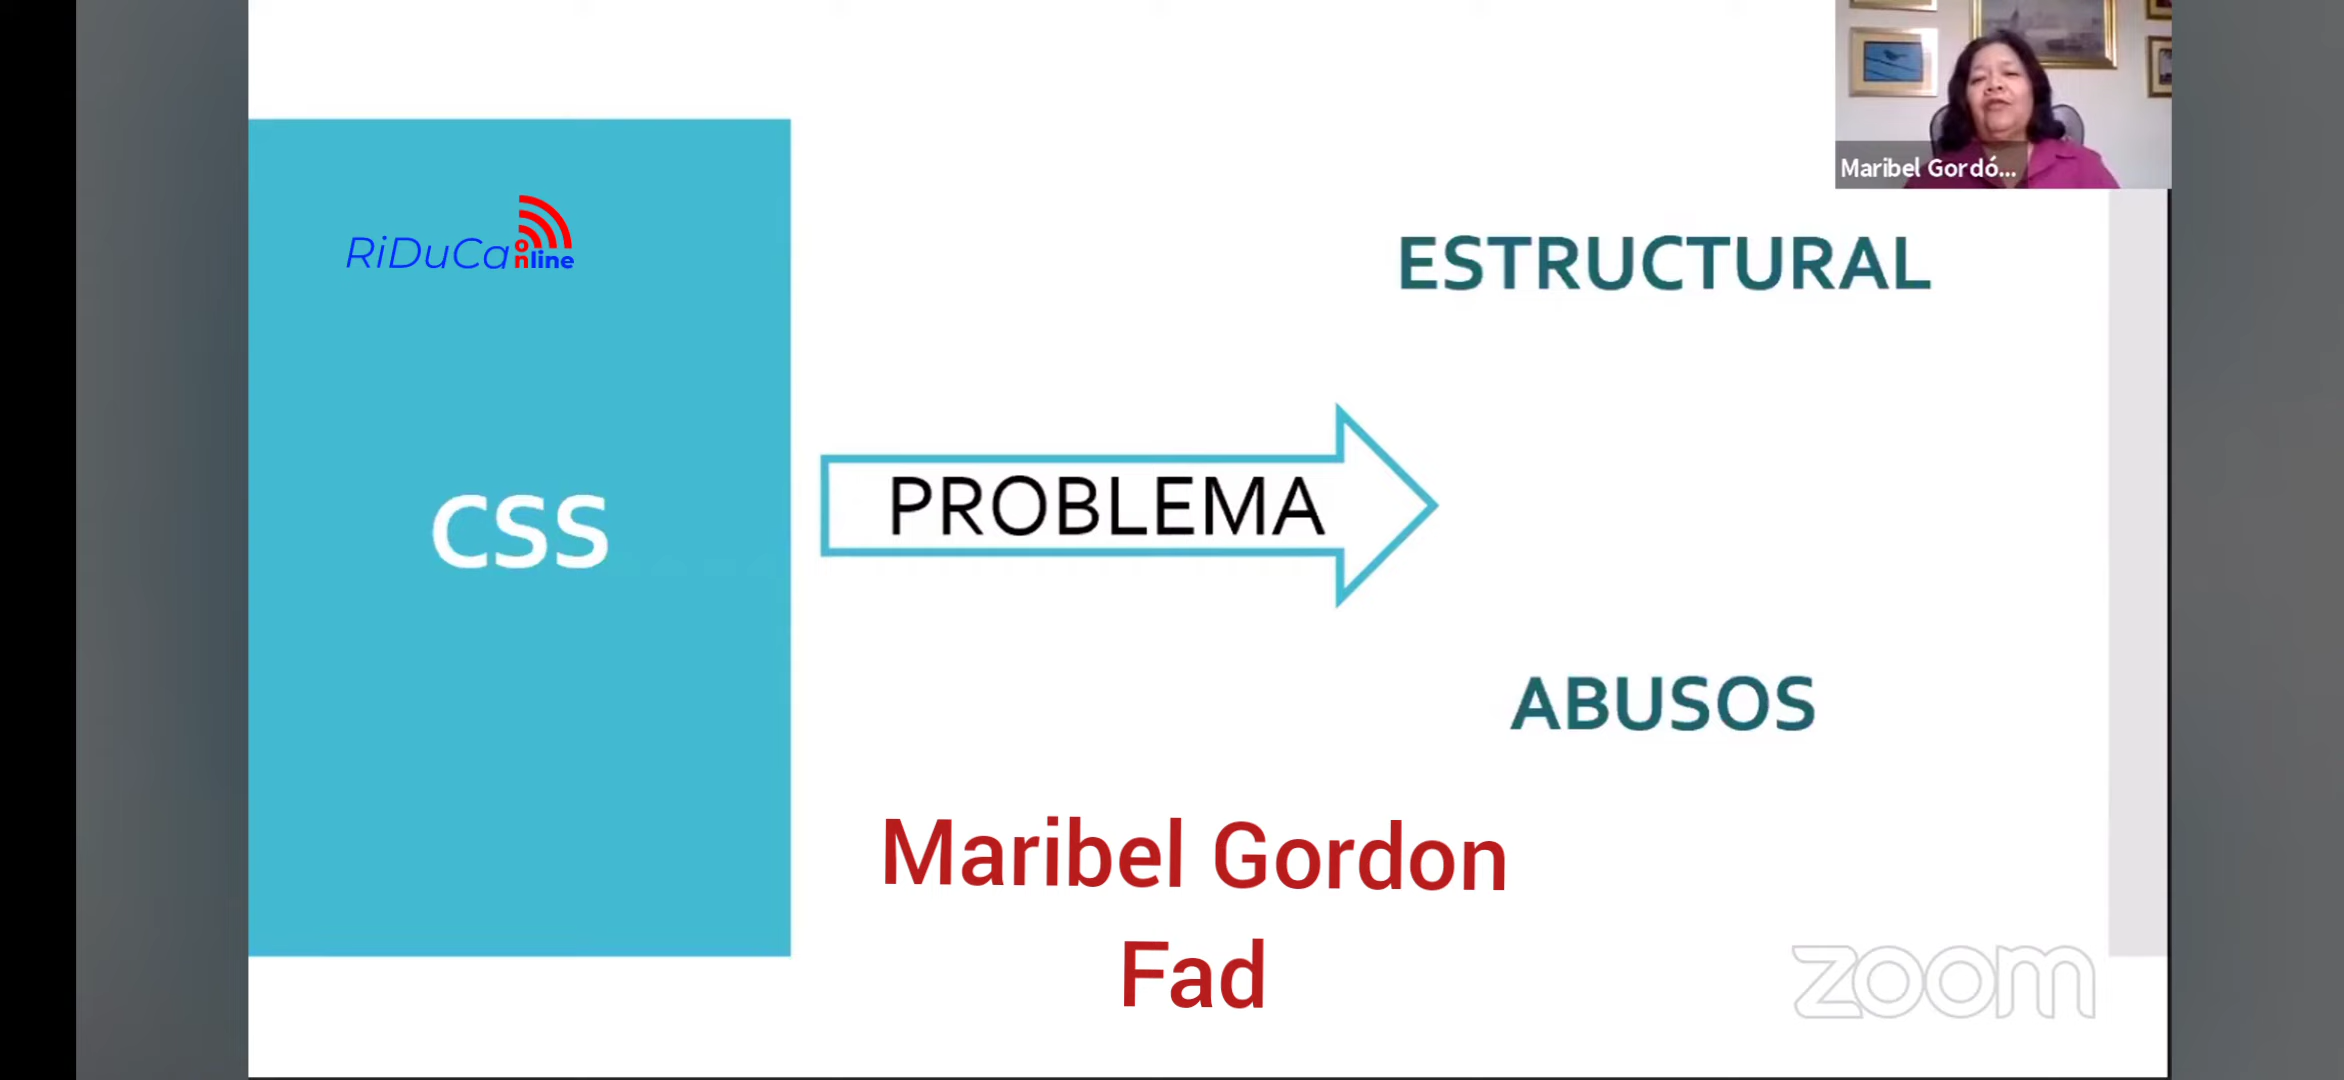 Maribel Gordó...
RiDuCa online
ESTRUCTURAL
CSS
PROBLEMA
ABUSOS
Maribel Gordon
Fad
zoom